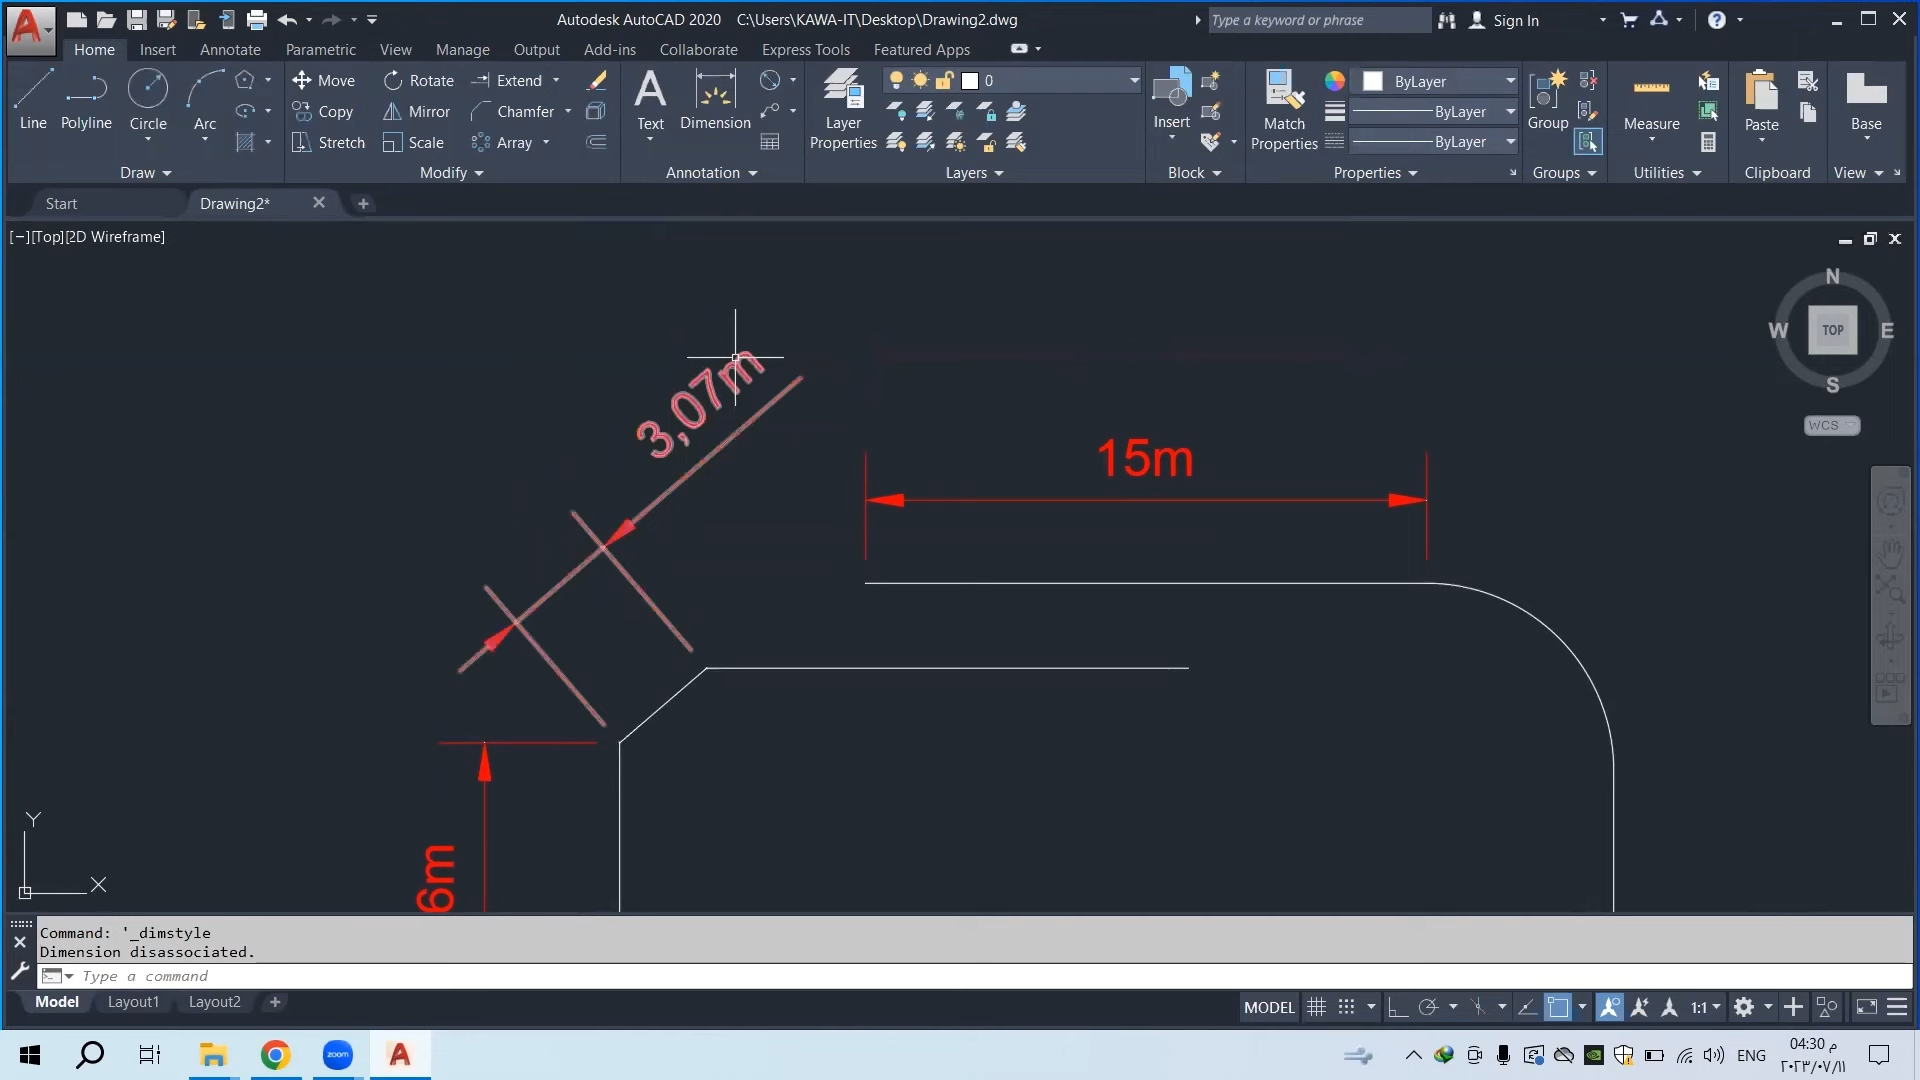 Autodesk AutoCAD 2020 C:\Users\KAWA-IT\Desktop\Drawing2.dwg
Type a keyword or phrase
Sign In
Home Insert Annotate Parametric View Manage Output Add-ins Collaborate Express Tools Featured Apps
Line Polyline Circle Arc
Move Rotate Extend
Copy Mirror Chamfer
Stretch Scale Array
Text Dimension
Layer Properties
0
Insert
Match Properties
ByLayer
ByLayer
ByLayer
Group
Measure
Paste
Base
Draw Modify Annotation Layers Block Properties Groups Utilities Clipboard View
Start Drawing2*
[−][Top][2D Wireframe]
N
W TOP E
S
WCS
3,07m
15m
6m
Y
X
Command: '_dimstyle
Dimension disassociated.
Type a command
Model Layout1 Layout2
MODEL
1:1
zoom
ENG
04:30 م
٢٠٢٣/٠٧/١١